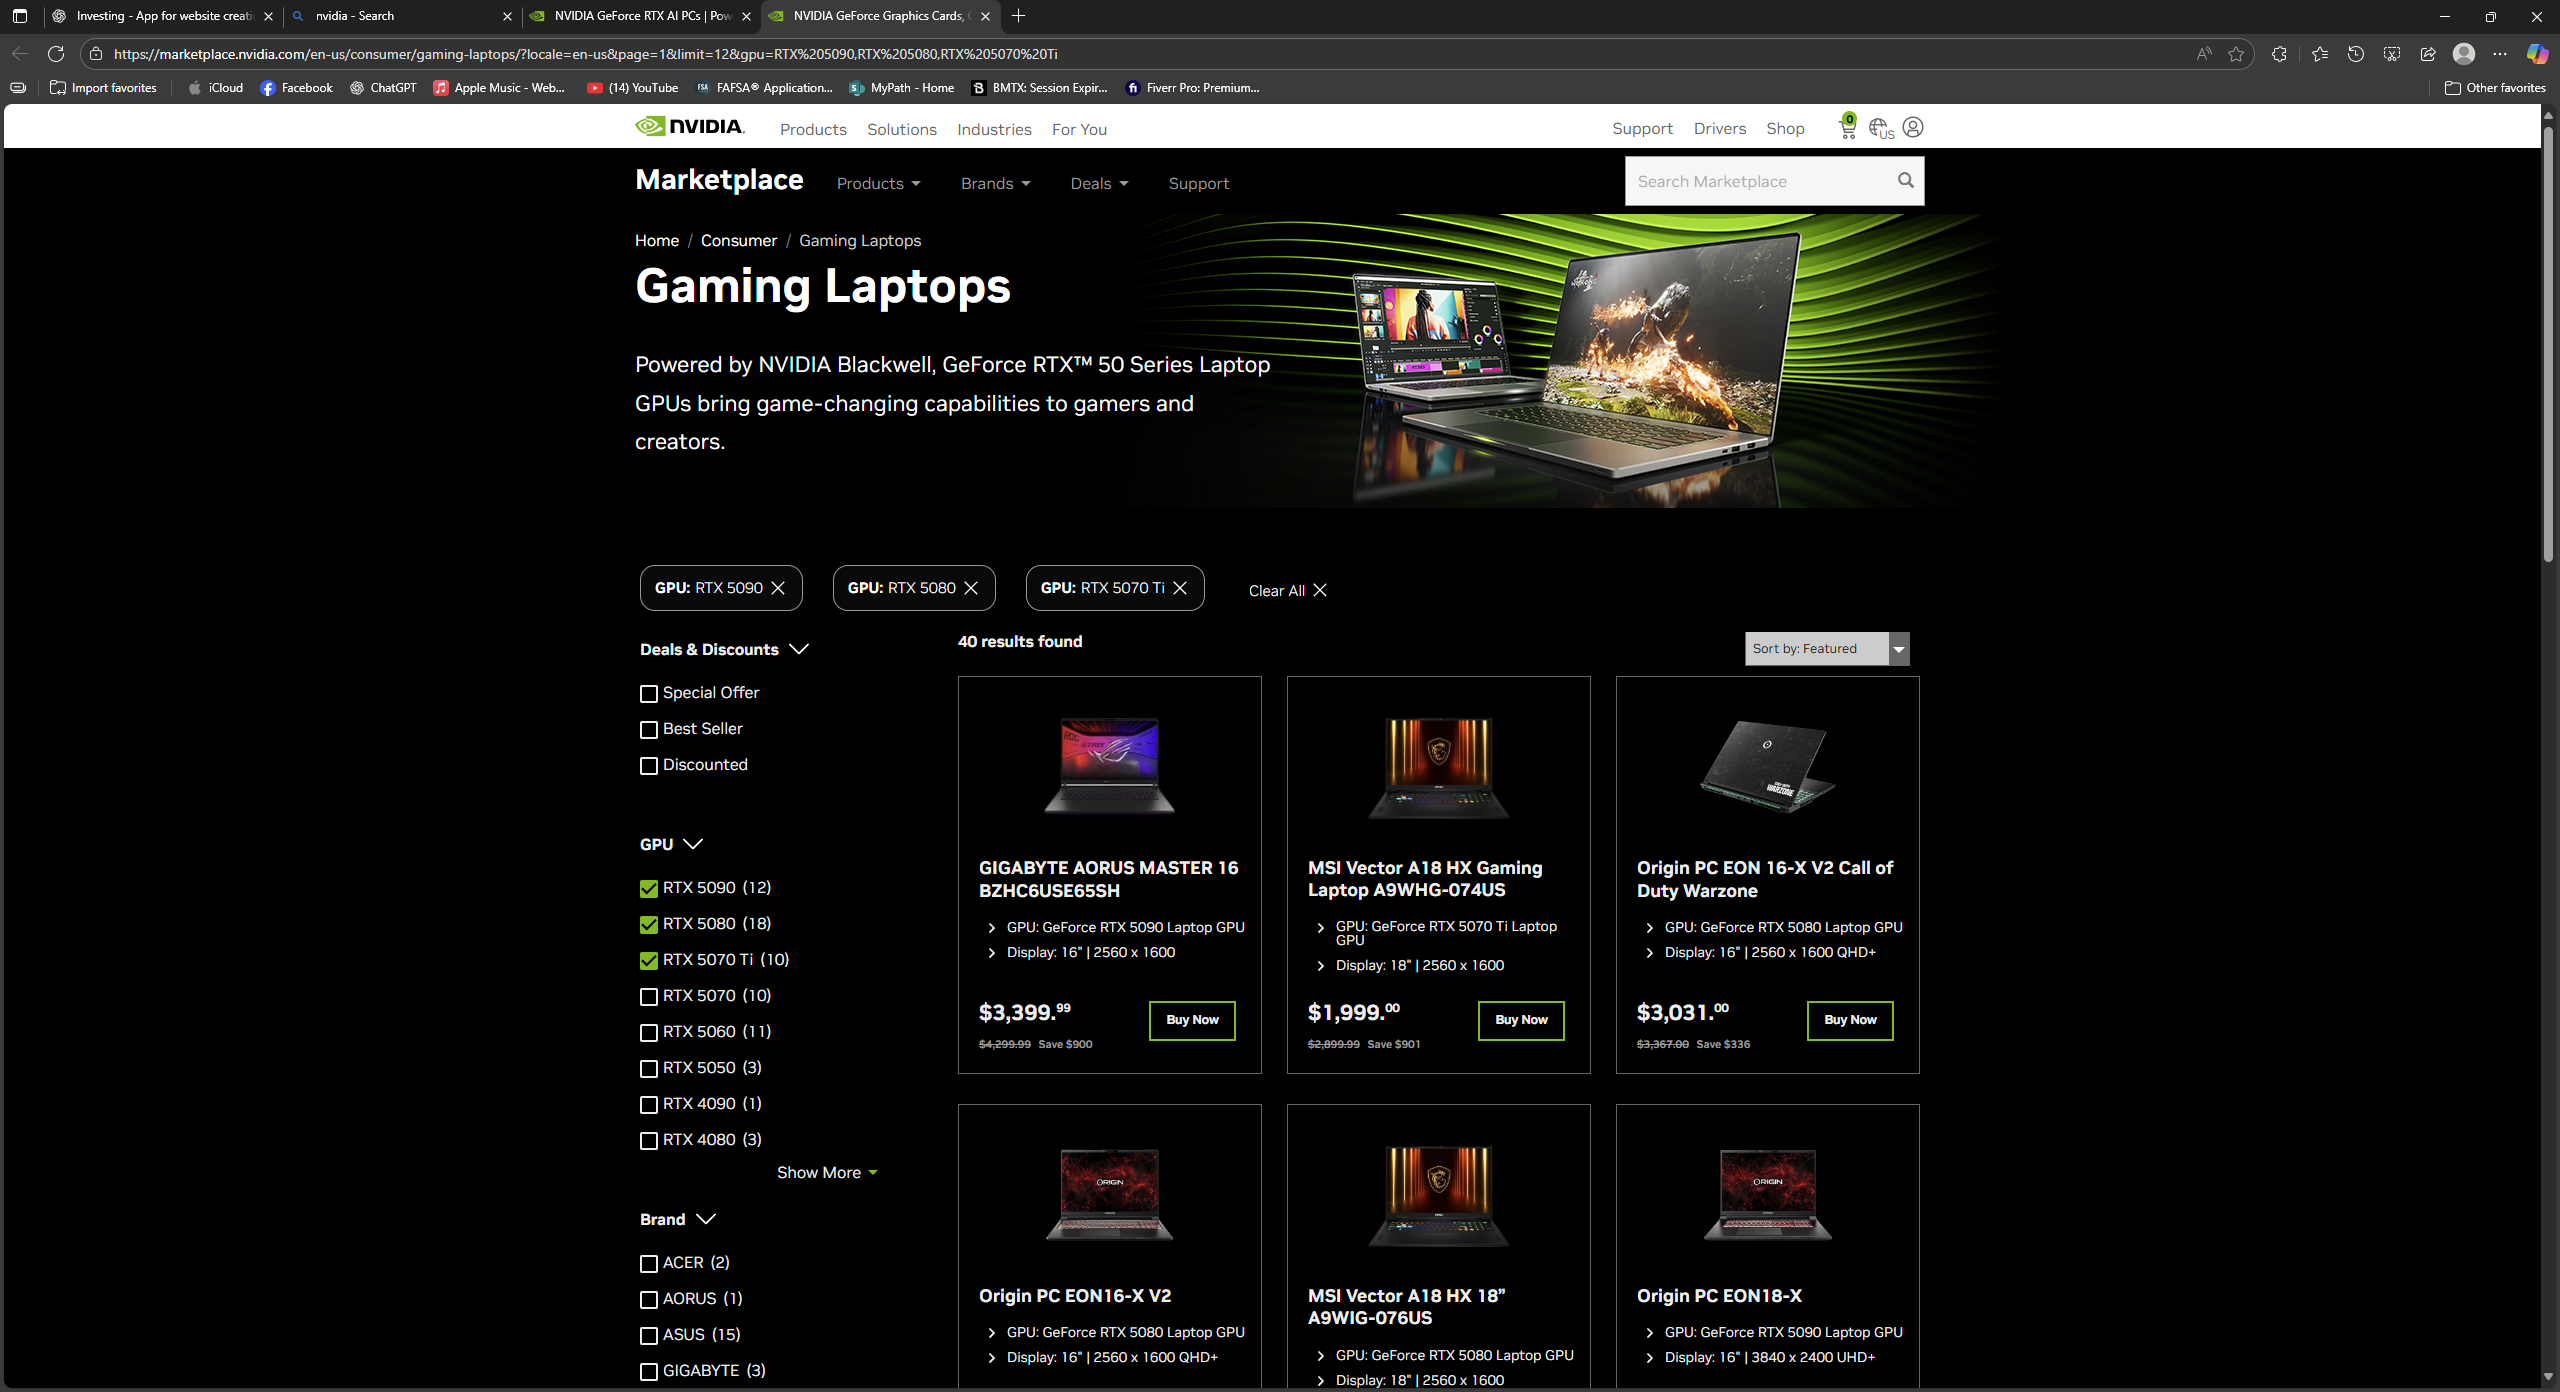 Investing - App for website creati
nvidia - Search
NVIDIA GeForce RTX AI PCs | Pow
NVIDIA GeForce Graphics Cards,
https://marketplace.nvidia.com/en-us/consumer/gaming-laptops/?locale=en-us&page=1&limit=12&gpu=RTX%205090,RTX%205080,RTX%205070%20Ti
Import favorites
iCloud
Facebook
ChatGPT
Apple Music - Web...
(14) YouTube
FSA
FAFSA® Application...
MyPath - Home
BMTX: Session Expir...
Fiverr Pro: Premium...
Other favorites
NVIDIA.
Products
Solutions
Industries
For You
Support
Drivers
Shop
0
US
Marketplace
Products
Brands
Deals
Support
Search Marketplace
Home / Consumer / Gaming Laptops
Gaming Laptops
Powered by NVIDIA Blackwell, GeForce RTX™ 50 Series Laptop
GPUs bring game-changing capabilities to gamers and
creators.
GPU: RTX 5090
GPU: RTX 5080
GPU: RTX 5070 Ti
Clear All
Deals & Discounts
40 results found
Sort by: Featured
Special Offer
Best Seller
Discounted
GPU
RTX 5090 (12)
RTX 5080 (18)
RTX 5070 Ti (10)
RTX 5070 (10)
RTX 5060 (11)
RTX 5050 (3)
RTX 4090 (1)
RTX 4080 (3)
Show More
Brand
ACER (2)
AORUS (1)
ASUS (15)
GIGABYTE (3)
GIGABYTE AORUS MASTER 16
BZHC6USE65SH
GPU: GeForce RTX 5090 Laptop GPU
Display: 16" | 2560 x 1600
$3,399.99
Buy Now
$4,299.99 Save $900
MSI Vector A18 HX Gaming
Laptop A9WHG-074US
GPU: GeForce RTX 5070 Ti Laptop
GPU
Display: 18" | 2560 x 1600
$1,999.00
Buy Now
$2,899.99 Save $901
WARZONE
Origin PC EON 16-X V2 Call of
Duty Warzone
GPU: GeForce RTX 5080 Laptop GPU
Display: 16" | 2560 x 1600 QHD+
$3,031.00
Buy Now
$3,367.00 Save $336
ORIGIN
Origin PC EON16-X V2
GPU: GeForce RTX 5080 Laptop GPU
Display: 16" | 2560 x 1600 QHD+
MSI Vector A18 HX 18”
A9WIG-076US
GPU: GeForce RTX 5080 Laptop GPU
Display: 18" | 2560 x 1600
ORIGIN
Origin PC EON18-X
GPU: GeForce RTX 5090 Laptop GPU
Display: 16" | 3840 x 2400 UHD+